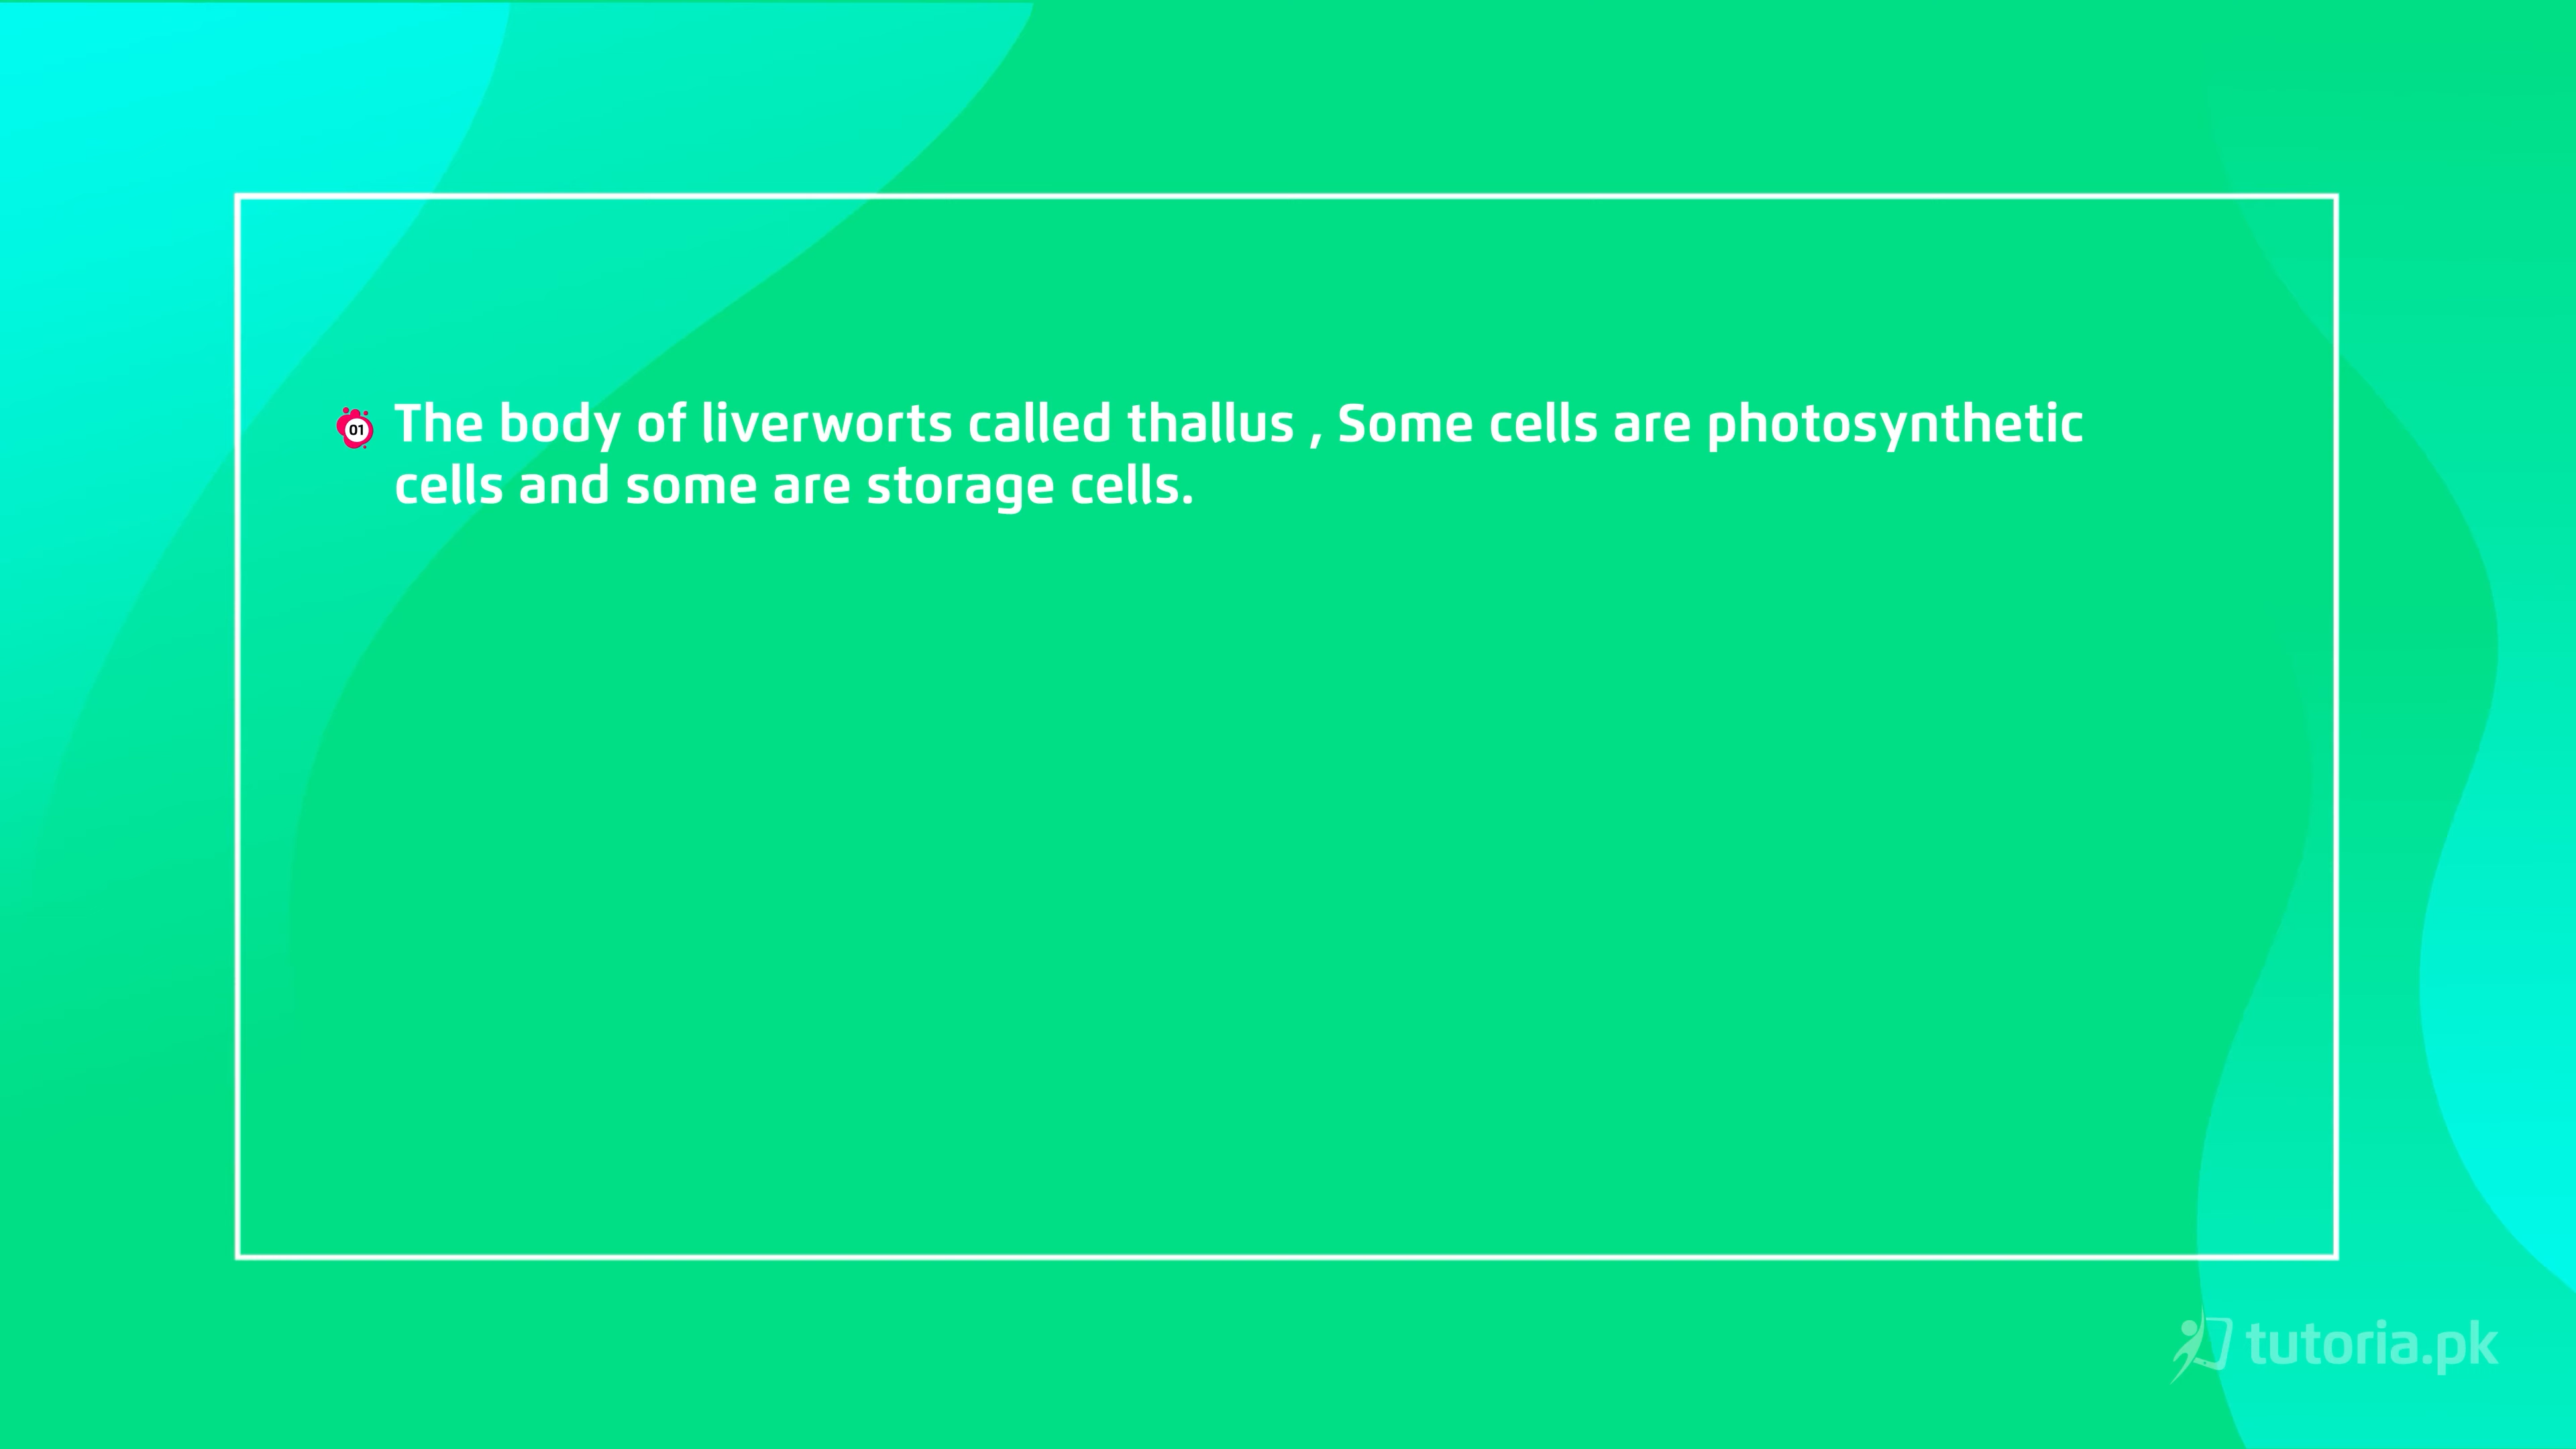 01 The body of liverworts called thallus , Some cells are photosynthetic
cells and some are storage cells.
tutoria.pk